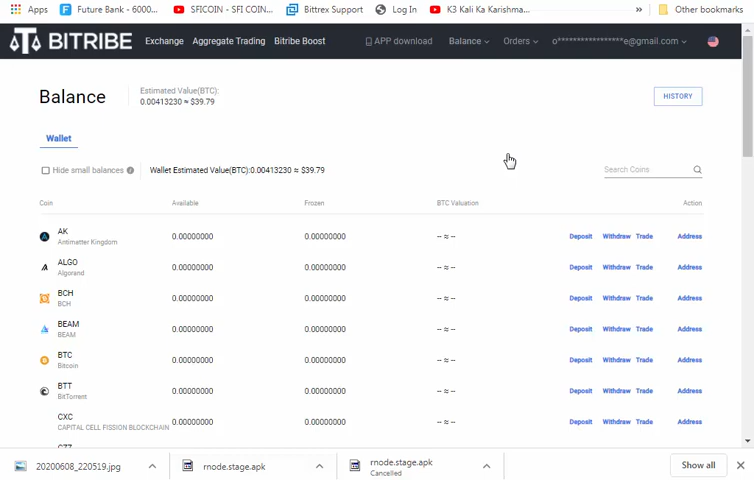 Apps Future Bank - 6000... SFICOIN - SFI COIN... Bittrex Support Log In K3 Kali Ka Karishma... » Other bookmarks
BITRIBE Exchange Aggregate Trading Bitribe Boost APP download Balance Orders o*****************e@gmail.com
Balance
Estimated Value(BTC):
0.00413230 ≈ $39.79
HISTORY
Wallet
Hide small balances Wallet Estimated Value(BTC):0.00413230 ≈ $39.79 Search Coins
Coin Available Frozen BTC Valuation Action
AK
Antimatter Kingdom
0.00000000 0.00000000 -- ≈ -- Deposit Withdraw Trade Address
ALGO
Algorand
0.00000000 0.00000000 -- ≈ -- Deposit Withdraw Trade Address
BCH
BCH
0.00000000 0.00000000 -- ≈ -- Deposit Withdraw Trade Address
BEAM
BEAM
0.00000000 0.00000000 -- ≈ -- Deposit Withdraw Trade Address
BTC
Bitcoin
0.00000000 0.00000000 -- ≈ -- Deposit Withdraw Trade Address
BTT
BitTorrent
0.00000000 0.00000000 -- ≈ -- Deposit Withdraw Trade Address
CXC
CAPITAL CELL FISSION BLOCKCHAIN
0.00000000 0.00000000 -- ≈ -- Deposit Withdraw Trade Address
20200608_220519.jpg rnode.stage.apk rnode.stage.apk
Cancelled
Show all